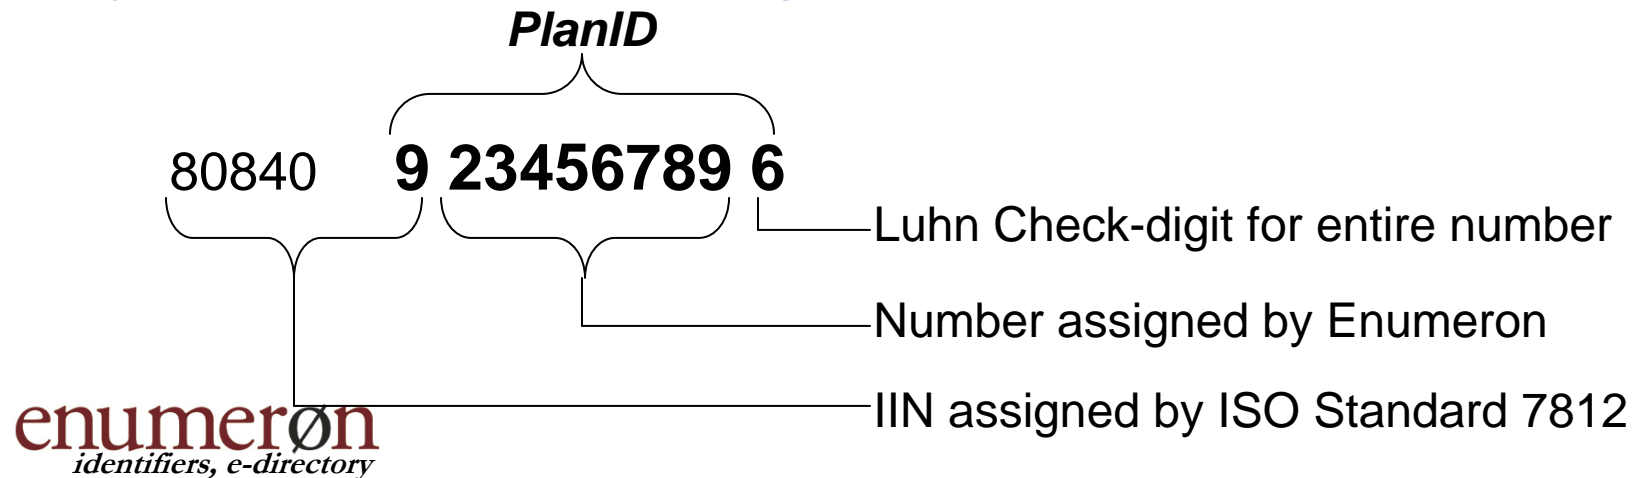 PlanID
80840 9 23456789 6
Luhn Check-digit for entire number
Number assigned by Enumeron
IIN assigned by ISO Standard 7812
enumerøn
identifiers, e-directory